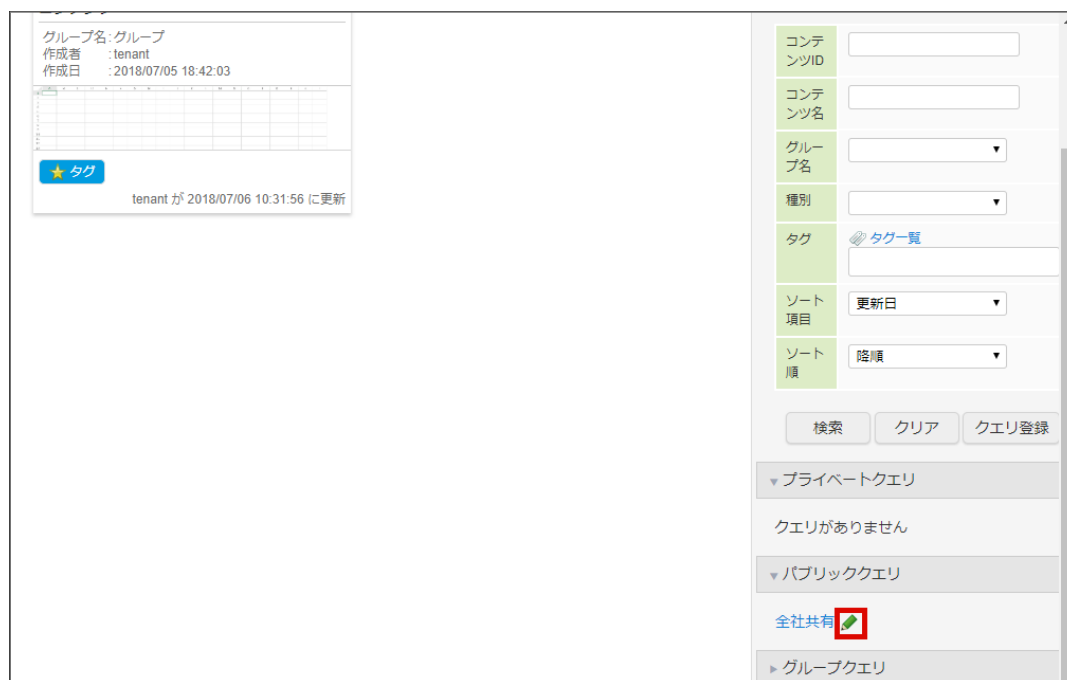 グループ名:グループ
作成者 :tenant
作成日 :2018/07/05 18:42:03
タグ
tenant が 2018/07/06 10:31:56 に更新
コンテ
ンツID
コンテ
ンツ名
グルー
プ名
種別
タグ
タグ一覧
ソート
項目
更新日
ソート
順
降順
検索
クリア
クエリ登録
プライベートクエリ
クエリがありません
パブリッククエリ
全社共有
グループクエリ